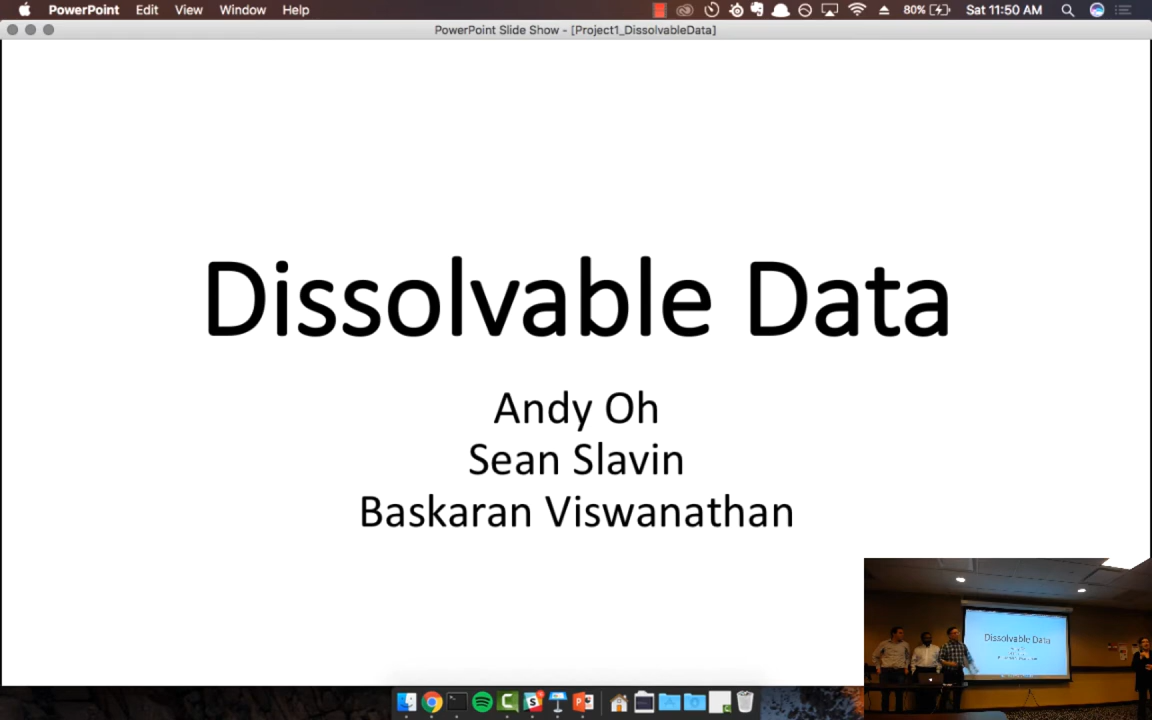 PowerPoint Edit View Window Help 80% Sat 11:50 AM
PowerPoint Slide Show - [Project1_DissolvableData]
Dissolvable Data
Andy Oh
Sean Slavin
Baskaran Viswanathan
Dissolvable Data